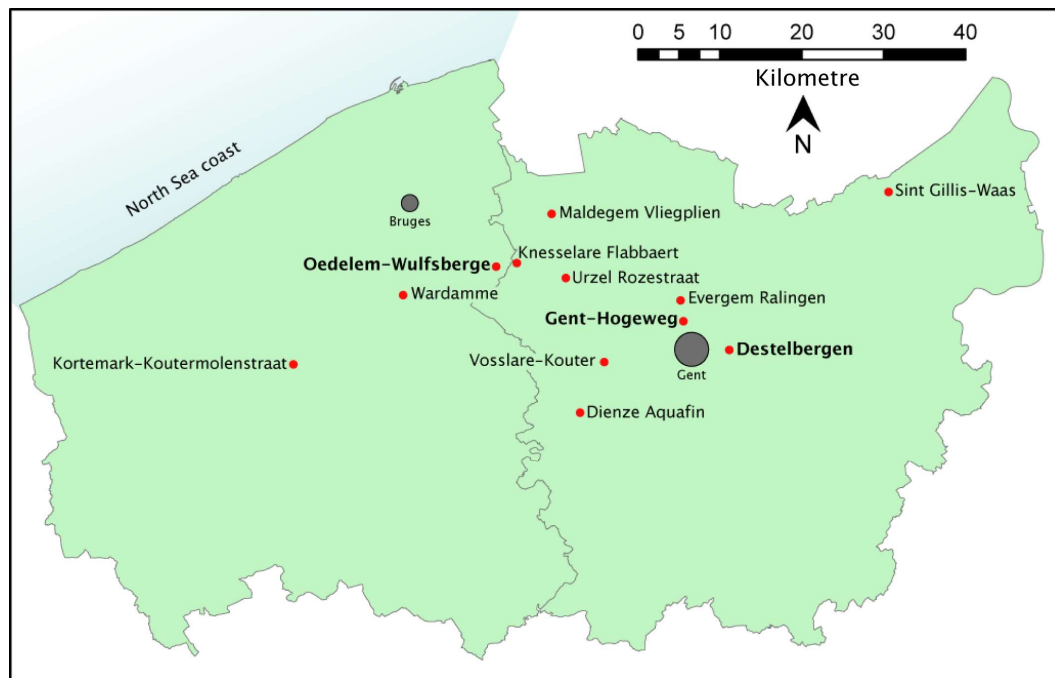 0 5 10 20 30 40
Kilometre
N
North Sea coast
Sint Gillis-Waas
Bruges
Maldegem Vliegplien
Knesselare Flabbaert
Oedelem-Wulfsberge
Urzel Rozestraat
Wardamme
Evergem Ralingen
Gent-Hogeweg
Destelbergen
Vosslare-Kouter
Kortemark-Koutermolenstraat
Gent
Dienze Aquafin